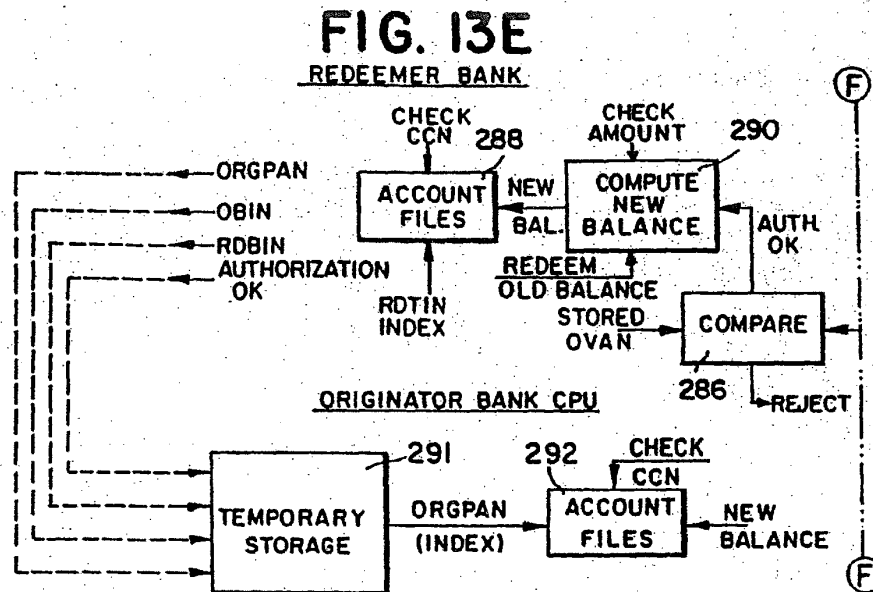 FIG. 13E
REDEEMER BANK
F
CHECK
CCN
288
CHECK
AMOUNT
290
ORGPAN
OBIN
RDBIN
AUTHORIZATION
OK
ACCOUNT
FILES
NEW
BAL.
COMPUTE
NEW
BALANCE
AUTH.
OK
RDTIN
INDEX
REDEEM
OLD BALANCE
STORED
OVAN
COMPARE
286
REJECT
ORIGINATOR BANK CPU
291
TEMPORARY
STORAGE
ORGPAN
(INDEX)
292
CHECK
CCN
ACCOUNT
FILES
NEW
BALANCE
F